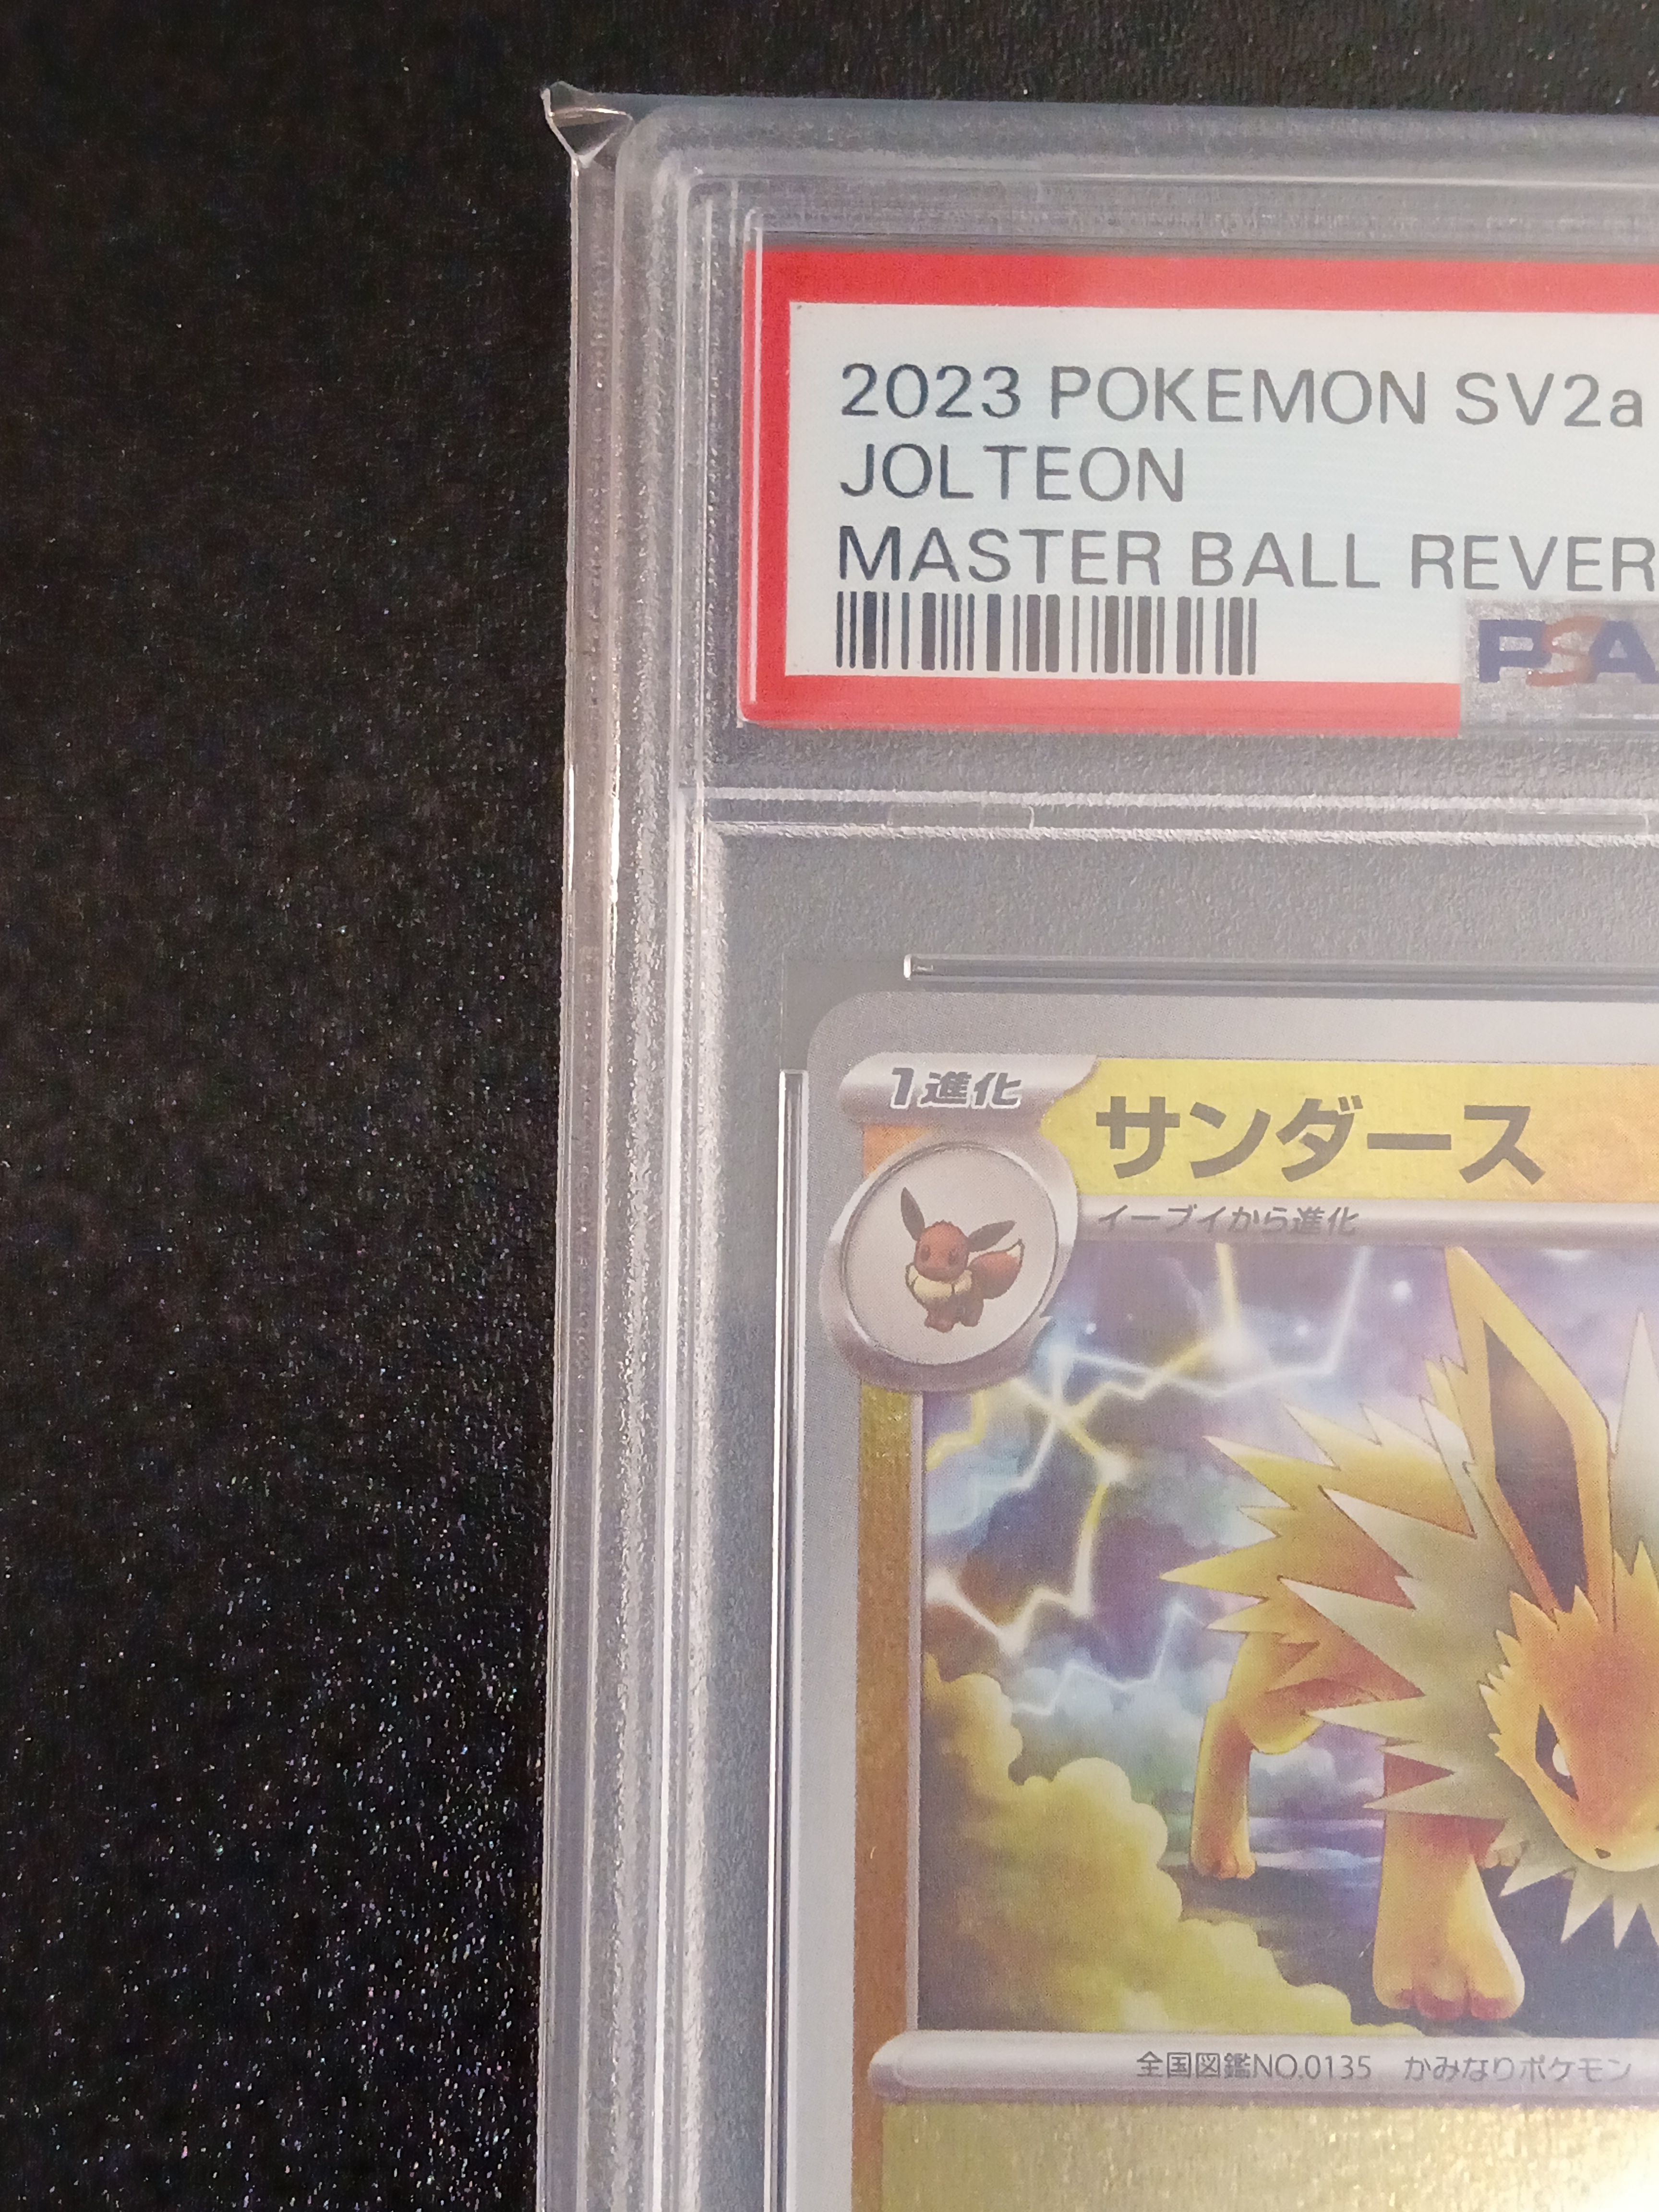 2023 POKEMON SV2a
JOLTEON
MASTER BALL REVER
PSA
1進化
サンダース
イーブイから進化
全国図鑑NO.0135 かみなりポケモン